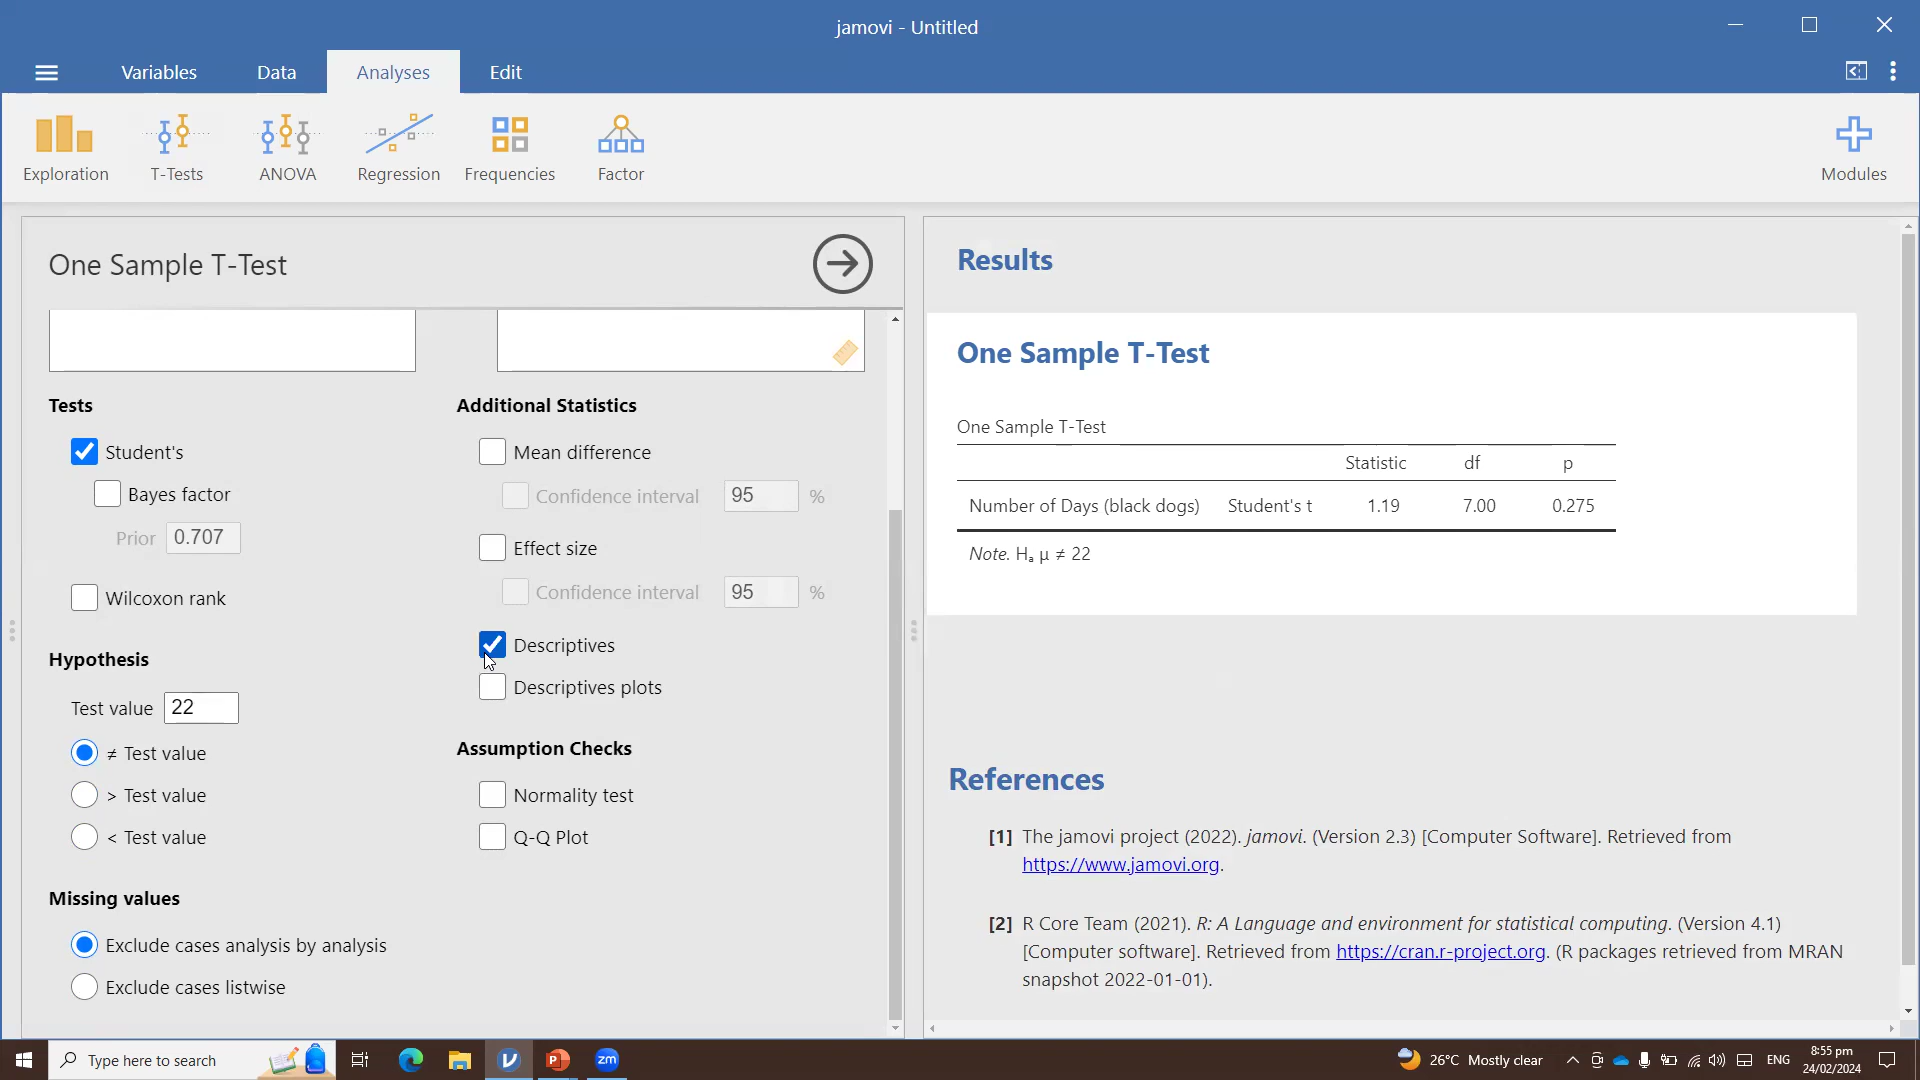 jamovi - Untitled
Variables
Data
Analyses
Edit
Exploration
T-Tests
ANOVA
Regression
Frequencies
Factor
Modules
One Sample T-Test
Tests
Student's
Bayes factor
Prior 0.707
Wilcoxon rank
Hypothesis
Test value 22
≠ Test value
> Test value
< Test value
Missing values
Exclude cases analysis by analysis
Exclude cases listwise
Additional Statistics
Mean difference
Confidence interval 95 %
Effect size
Confidence interval 95 %
Descriptives
Descriptives plots
Assumption Checks
Normality test
Q-Q Plot
Results
One Sample T-Test
One Sample T-Test
Statistic df p
Number of Days (black dogs) Student's t 1.19 7.00 0.275
Note. Hₐ μ ≠ 22
References
[1] The jamovi project (2022). jamovi. (Version 2.3) [Computer Software]. Retrieved from
https://www.jamovi.org.
[2] R Core Team (2021). R: A Language and environment for statistical computing. (Version 4.1)
[Computer software]. Retrieved from https://cran.r-project.org. (R packages retrieved from MRAN
snapshot 2022-01-01).
Type here to search
zm
26°C Mostly clear
ENG
8:55 pm
24/02/2024